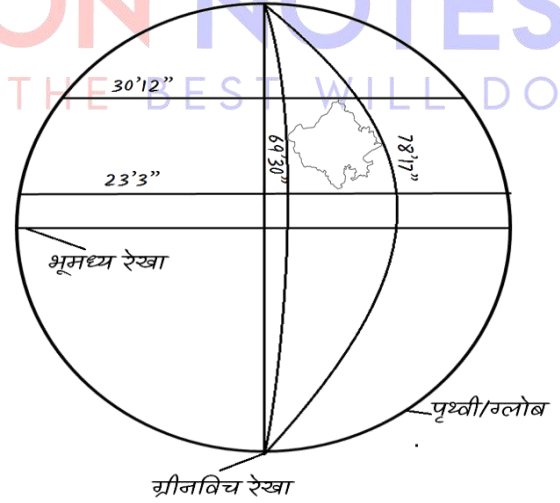 ON NOTES
THE BEST WILL DO
30'12"
69'30"
78'17"
23'3"
भूमध्य रेखा
पृथ्वी/ग्लोब
ग्रीनविच रेखा